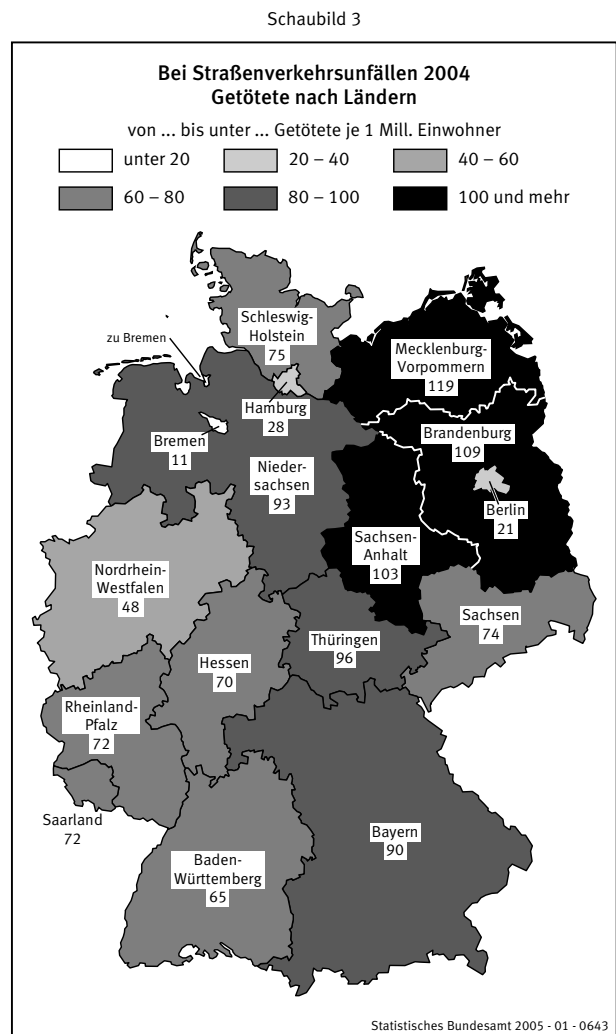 Schaubild 3
Bei Straßenverkehrsunfällen 2004
Getötete nach Ländern
von ... bis unter ... Getötete je 1 Mill. Einwohner
unter 20
20 – 40
40 – 60
60 – 80
80 – 100
100 und mehr
Schleswig-
Holstein
75
zu Bremen
Mecklenburg-
Vorpommern
119
Hamburg
28
Bremen
11
Brandenburg
109
Nieder-
sachsen
93
Berlin
21
Sachsen-
Anhalt
103
Nordrhein-
Westfalen
48
Sachsen
74
Thüringen
96
Hessen
70
Rheinland-
Pfalz
72
Saarland
72
Bayern
90
Baden-
Württemberg
65
Statistisches Bundesamt 2005 - 01 - 0643